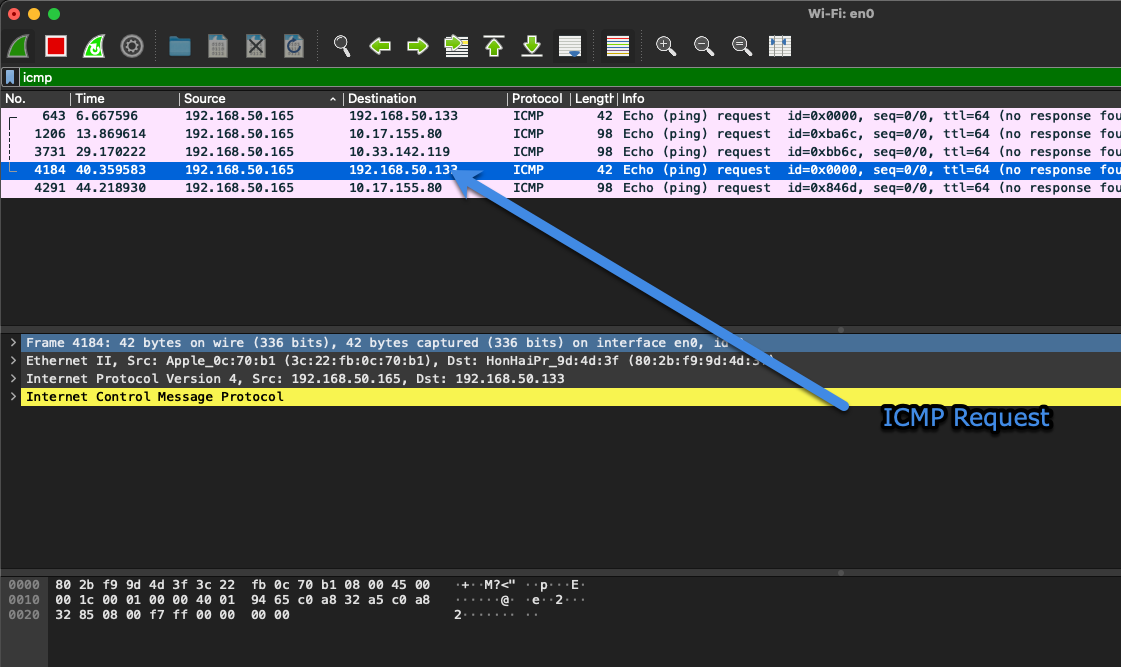 Wi-Fi: en0
icmp
No. Time Source Destination Protocol Length Info
643 6.667596 192.168.50.165 192.168.50.133 ICMP 42 Echo (ping) request id=0x0000, seq=0/0, ttl=64 (no response fou
1206 13.869614 192.168.50.165 10.17.155.80 ICMP 98 Echo (ping) request id=0xba6c, seq=0/0, ttl=64 (no response fou
3731 29.170222 192.168.50.165 10.33.142.119 ICMP 98 Echo (ping) request id=0xbb6c, seq=0/0, ttl=64 (no response fou
4184 40.359583 192.168.50.165 192.168.50.133 ICMP 42 Echo (ping) request id=0x0000, seq=0/0, ttl=64 (no response fou
4291 44.218930 192.168.50.165 10.17.155.80 ICMP 98 Echo (ping) request id=0x846d, seq=0/0, ttl=64 (no response fou
Frame 4184: 42 bytes on wire (336 bits), 42 bytes captured (336 bits) on interface en0, id
Ethernet II, Src: Apple_0c:70:b1 (3c:22:fb:0c:70:b1), Dst: HonHaiPr_9d:4d:3f (80:2b:f9:9d:4d:3f)
Internet Protocol Version 4, Src: 192.168.50.165, Dst: 192.168.50.133
Internet Control Message Protocol
ICMP Request
0000 80 2b f9 9d 4d 3f 3c 22 fb 0c 70 b1 08 00 45 00 ·+··M?<" ··p···E·
0010 00 1c 00 01 00 00 40 01 94 65 c0 a8 32 a5 c0 a8 ······@· ·e··2···
0020 32 85 08 00 f7 ff 00 00 00 00 2······· ··